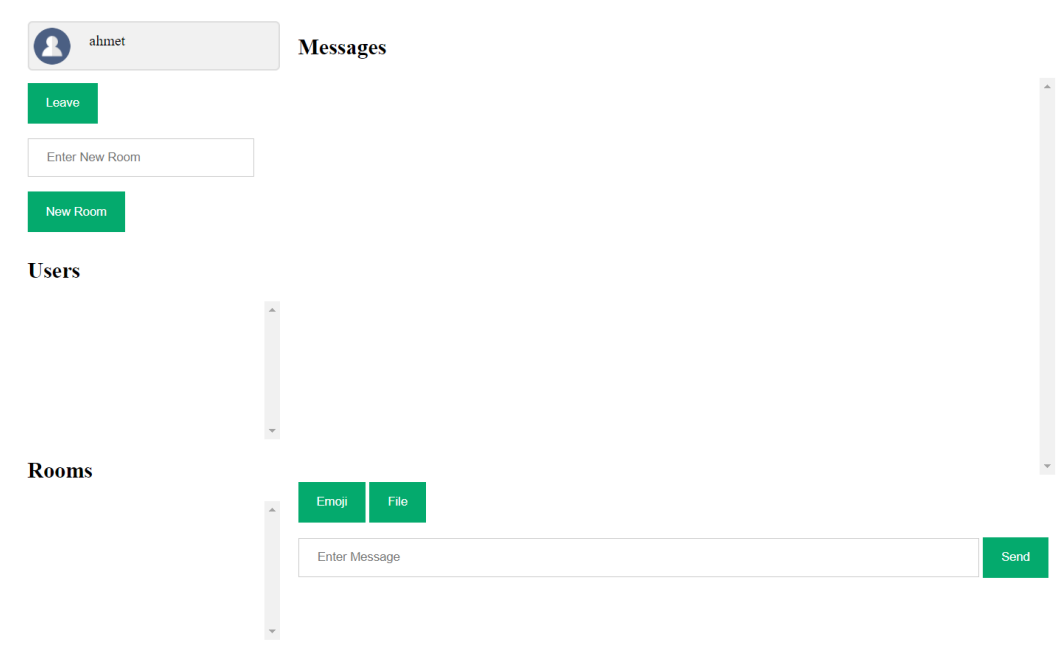 ahmet
Leave
Enter New Room
New Room
Users
Rooms
Messages
Emoji File
Enter Message Send